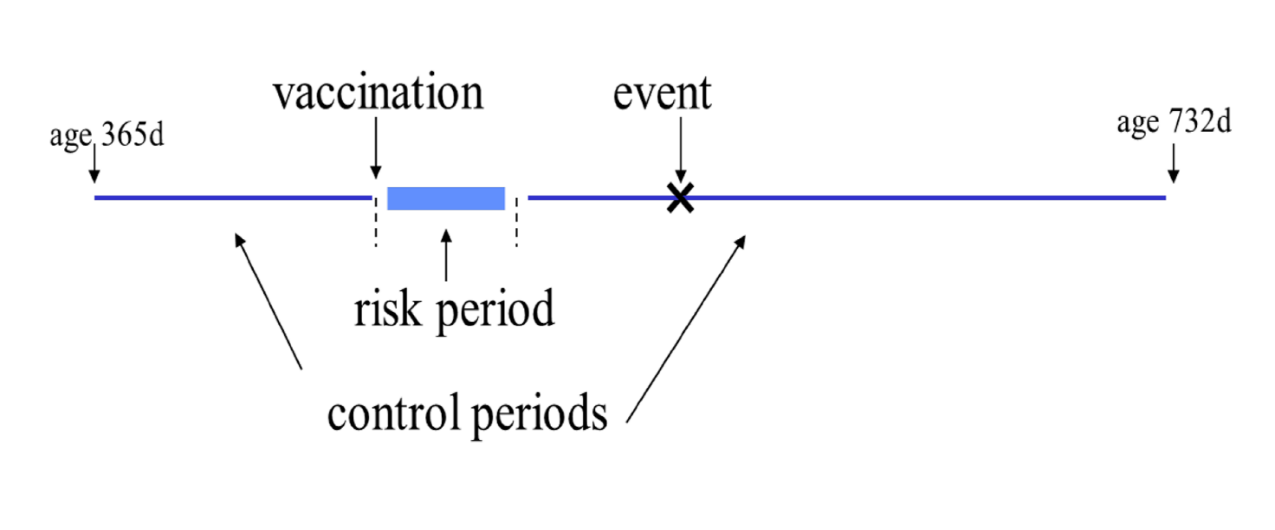 vaccination
event
age 365d
age 732d
risk period
control periods